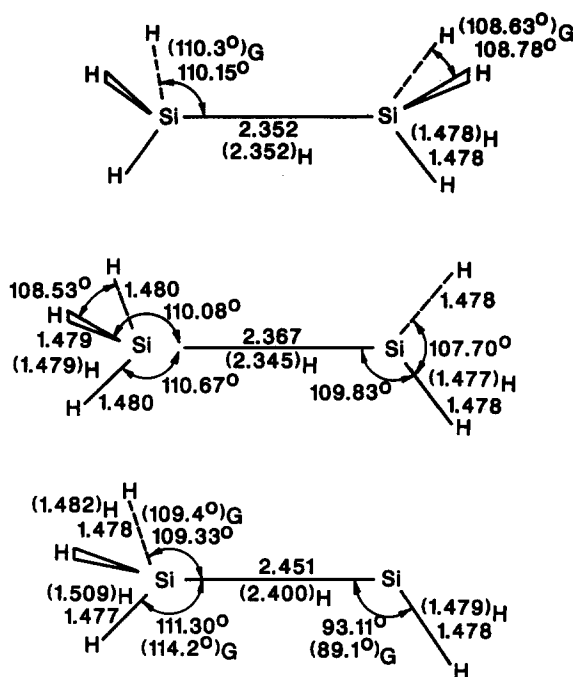 H
(110.3°)G
110.15°
H
Si
H
2.352
(2.352)H
H
(108.63°)G
108.78°
H
Si
(1.478)H
1.478
H
H
108.53°
1.480
H
110.08°
1.479
Si
(1.479)H
110.67°
H
1.480
2.367
(2.345)H
H
1.478
Si
107.70°
109.83°
(1.477)H
1.478
H
H
(1.482)H
1.478
(109.4°)G
109.33°
H
Si
(1.509)H
1.477
H
111.30°
(114.2°)G
2.451
(2.400)H
Si
93.11°
(89.1°)G
(1.479)H
1.478
H